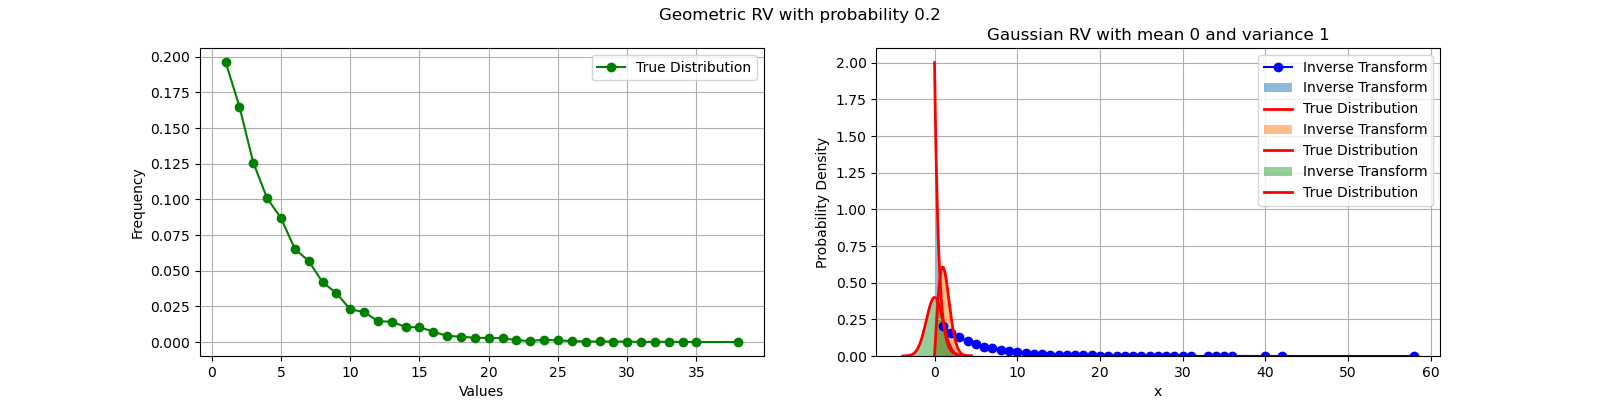 Geometric RV with probability 0.2
0.200
0.175
0.150
0.125
0.100
0.075
0.050
0.025
0.000
Frequency
0 5 10 15 20 25 30 35
Values
True Distribution
Gaussian RV with mean 0 and variance 1
2.00
1.75
1.50
1.25
1.00
0.75
0.50
0.25
0.00
Probability Density
0 10 20 30 40 50 60
x
Inverse Transform
Inverse Transform
True Distribution
Inverse Transform
True Distribution
Inverse Transform
True Distribution